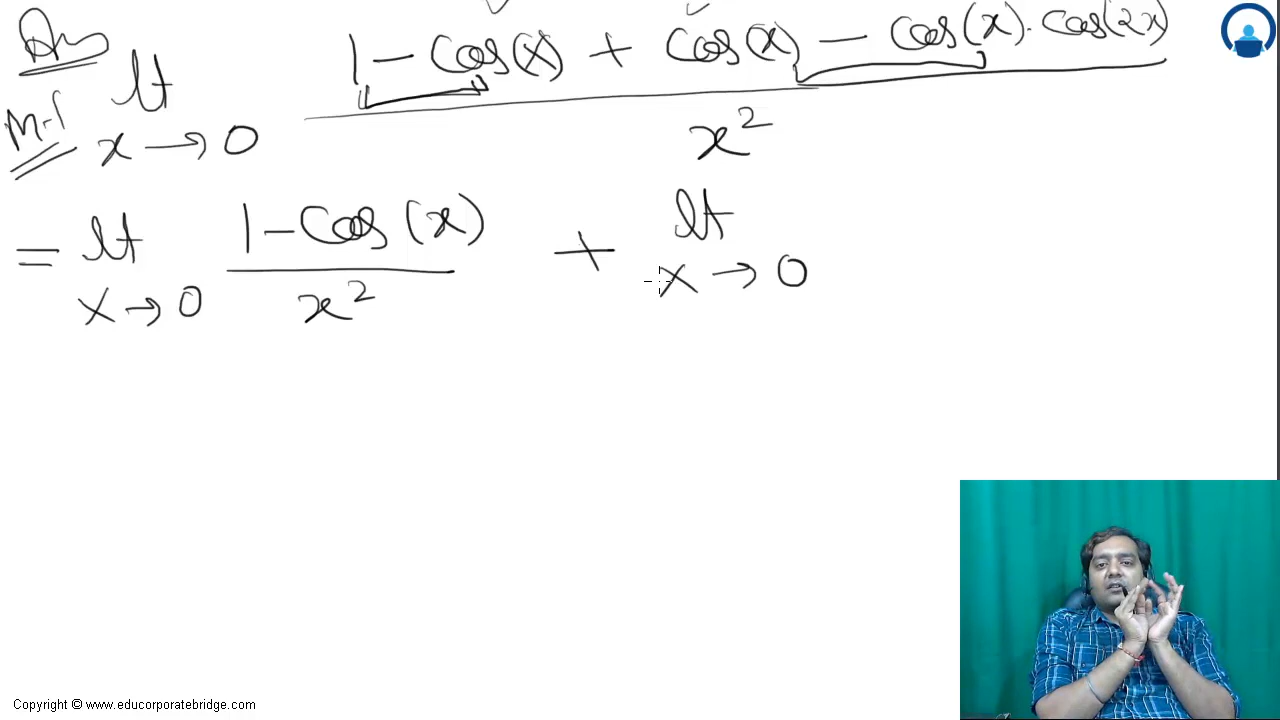 Ans
M-1 lt x → 0 1 - Cos(x) + Cos(x) - Cos(x) · Cos(2x) / x²
= lt x → 0 1 - Cos(x) / x² + lt x → 0
Copyright © www.educorporatebridge.com